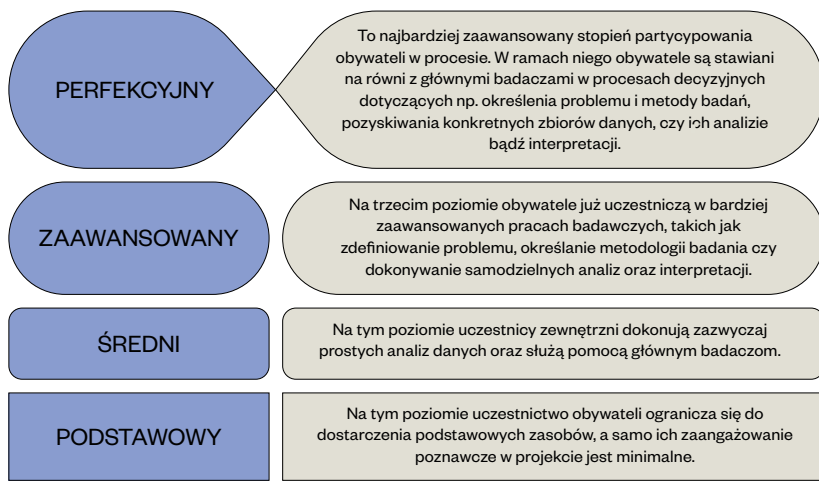 PERFEKCYJNY
To najbardziej zaawansowany stopień partycypowania
obywateli w procesie. W ramach niego obywatele są stawiani
na równi z głównymi badaczami w procesach decyzyjnych
dotyczących np. określenia problemu i metody badań,
pozyskiwania konkretnych zbiorów danych, czy ich analizie
bądź interpretacji.
ZAAWANSOWANY
Na trzecim poziomie obywatele już uczestniczą w bardziej
zaawansowanych pracach badawczych, takich jak
zdefiniowanie problemu, określanie metodologii badania czy
dokonywanie samodzielnych analiz oraz interpretacji.
ŚREDNI
Na tym poziomie uczestnicy zewnętrzni dokonują zazwyczaj
prostych analiz danych oraz służą pomocą głównym badaczom.
PODSTAWOWY
Na tym poziomie uczestnictwo obywateli ogranicza się do
dostarczenia podstawowych zasobów, a samo ich zaangażowanie
poznawcze w projekcie jest minimalne.